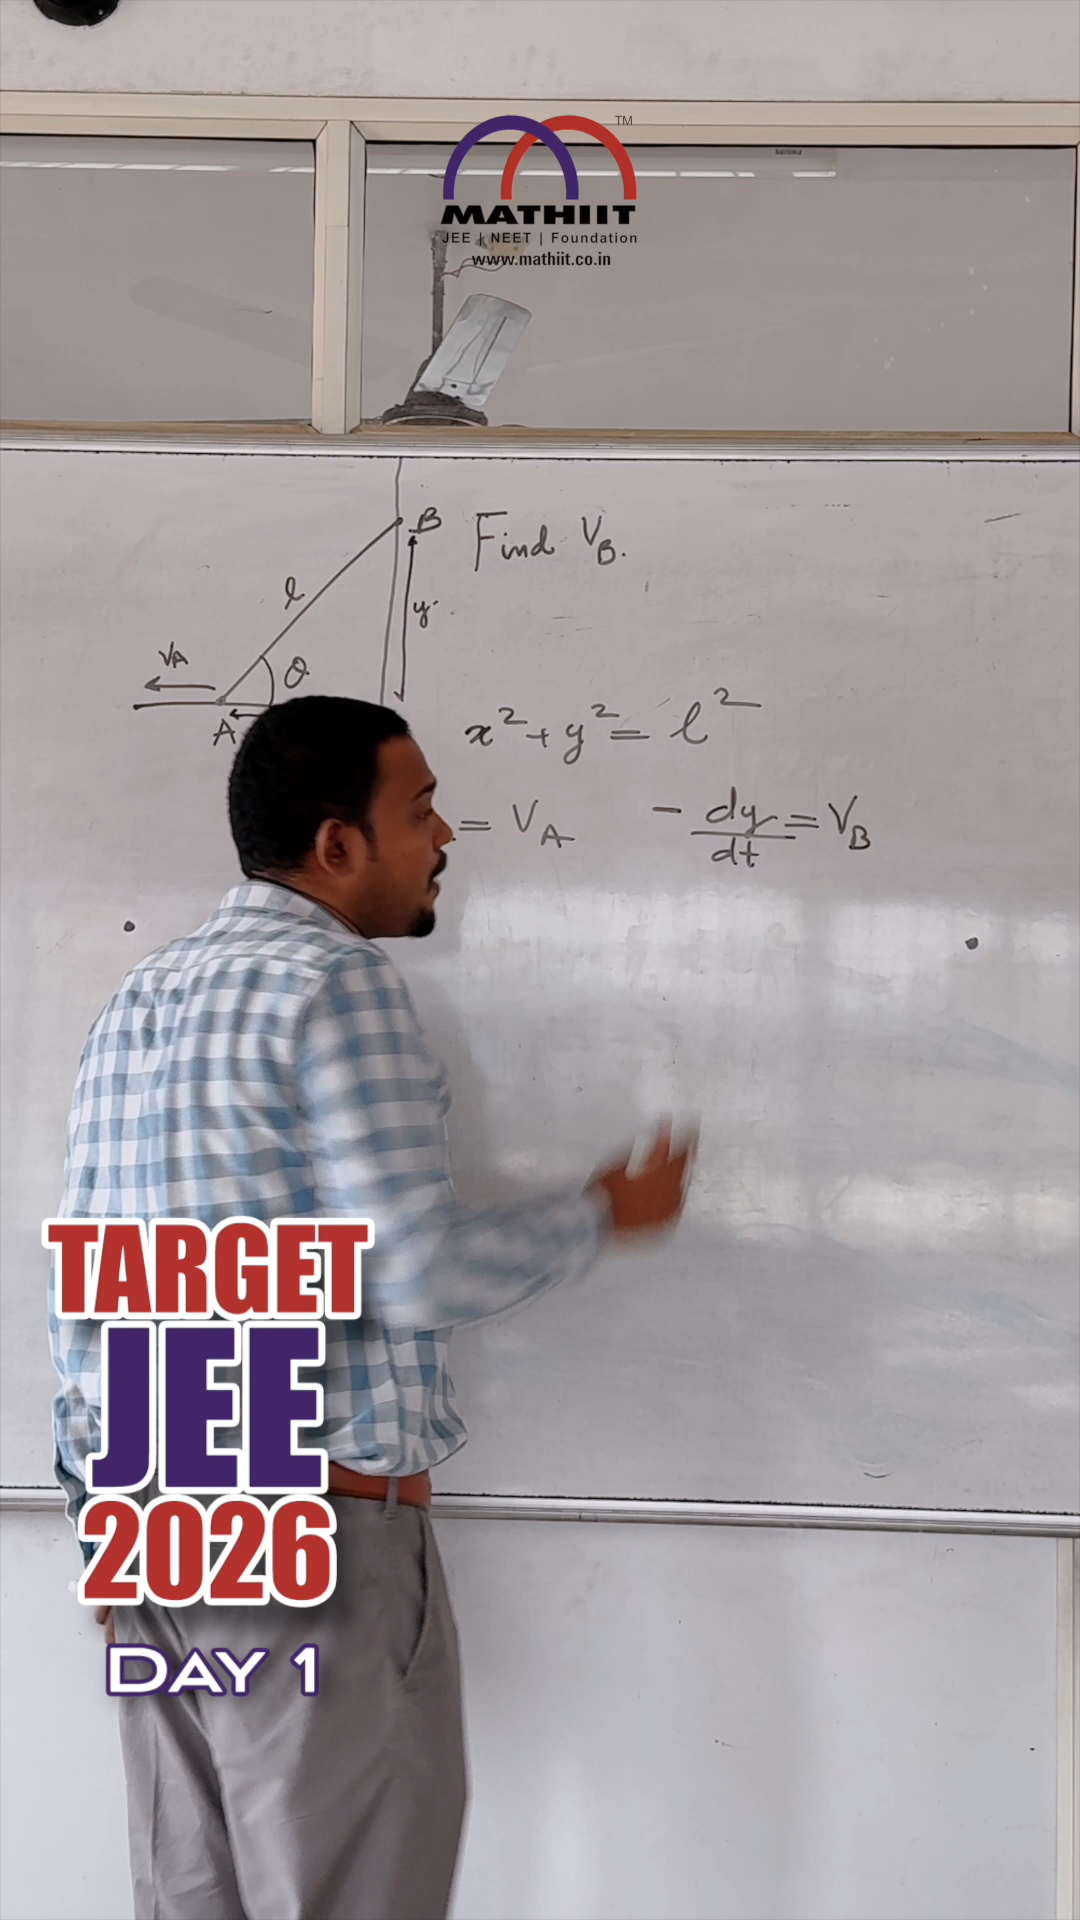 TM
MATHIIT
JEE | NEET | Foundation
www.mathiit.co.in
B
Find V_B.
l
y
V_A
θ
A
x² + y² = l²
= V_A
- dy/dt = V_B
TARGET
JEE
2026
DAY 1